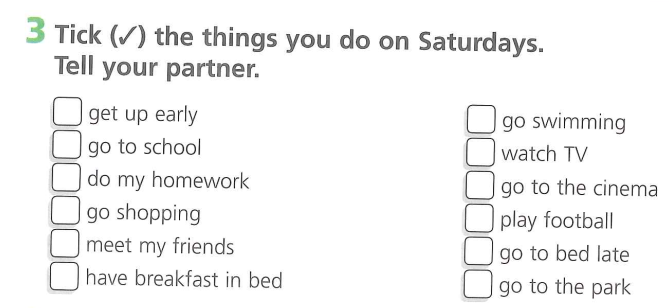 3 Tick (✓) the things you do on Saturdays.
Tell your partner.
get up early
go to school
do my homework
go shopping
meet my friends
have breakfast in bed
go swimming
watch TV
go to the cinema
play football
go to bed late
go to the park